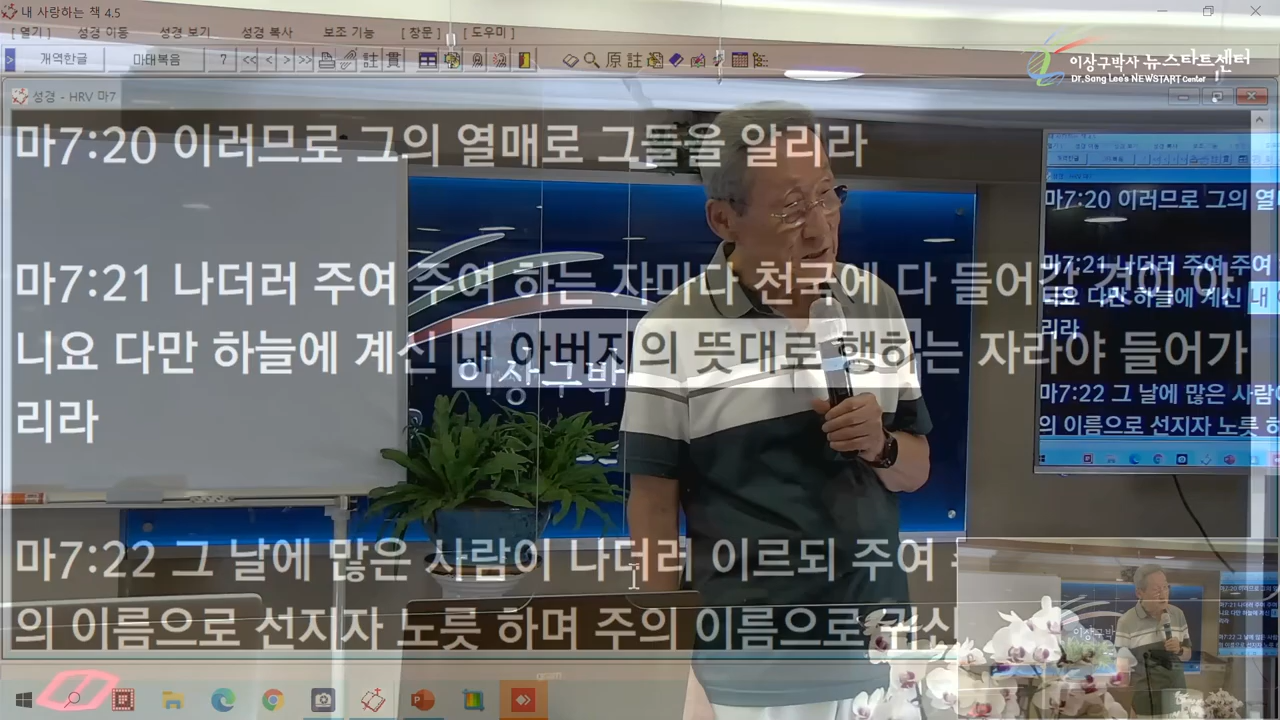 내 사랑하는 책 4.5
[ 열기 ] 성경 이동 성경 보기 성경 복사 보조 기능 [ 창문 ] [ 도우미 ]
개역한글 마태복음 7 << < > >> 原 註
이상구박사 뉴스타트센터
Dr.Sang Lee's NEWSTART Center
성경 - HRV 마7
마7:20 이러므로 그의 열매로 그들을 알리라
마7:21 나더러 주여 주여 하는 자마다 천국에 다 들어갈 것이 아
니요 다만 하늘에 계신 내 아버지의 뜻대로 행하는 자라야 들어가
리라
마7:22 그 날에 많은 사람이 나더러 이르되 주여
의 이름으로 선지자 노릇 하며 주의 이름으로 귀신
이상구박
마7:20 이러므로 그의 열
마7:21 나더러 주여 주여
니요 다만 하늘에 계신 내
리라
마7:22 그 날에 많은 사람
의 이름으로 선지자 노릇 하